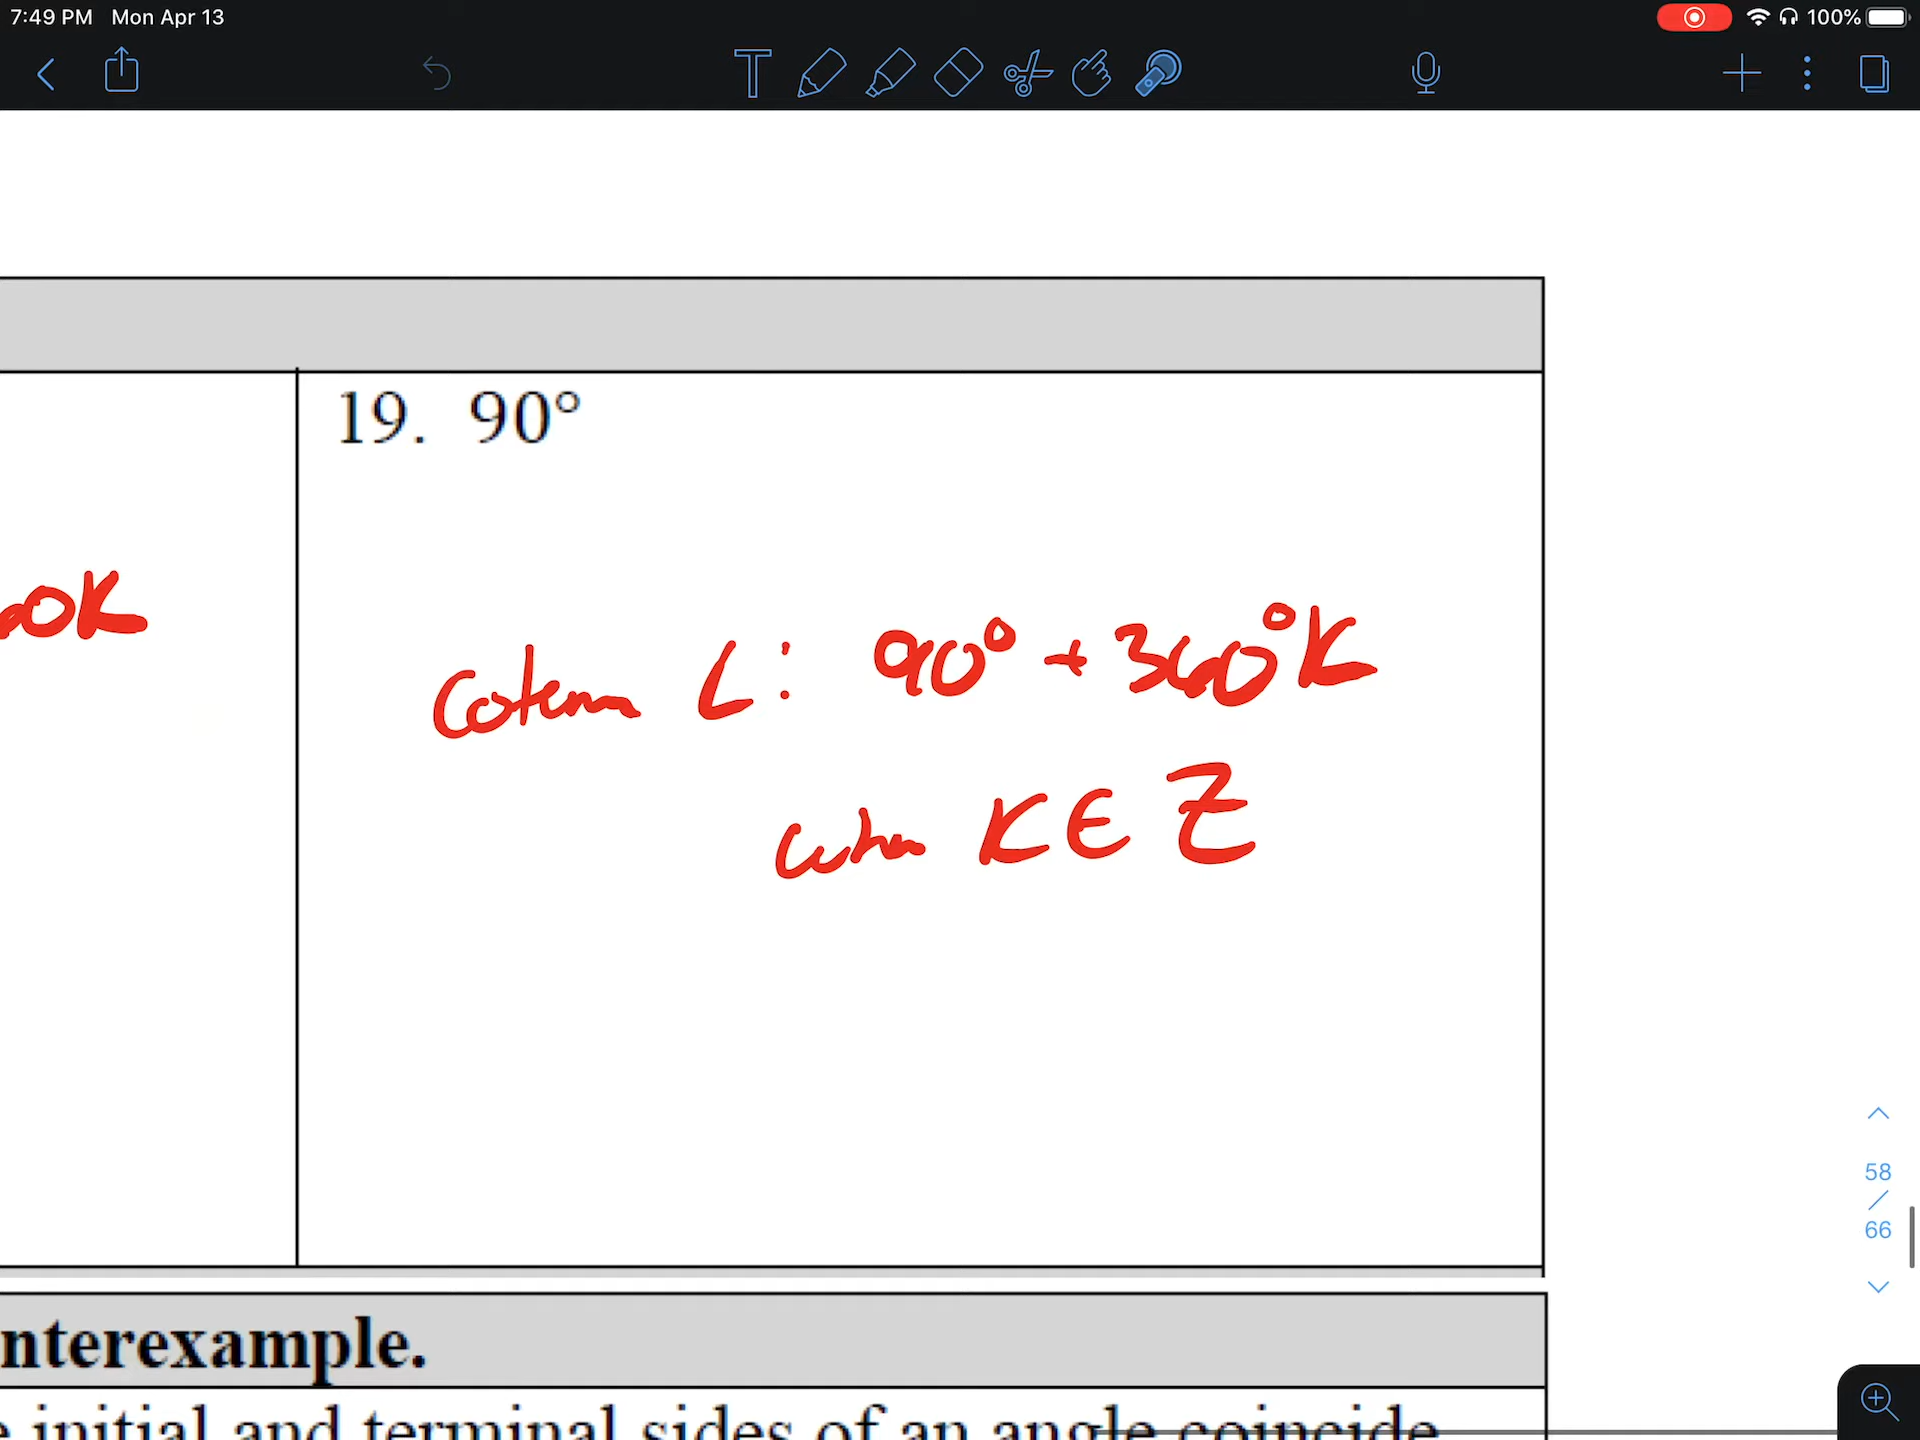 7:49 PM Mon Apr 13
100%
19. 90°
0K
Coterm L: 90° + 360°K
when K ∈ Z
58
/
66
nterexample.
e initial and terminal sides of an angle coincide